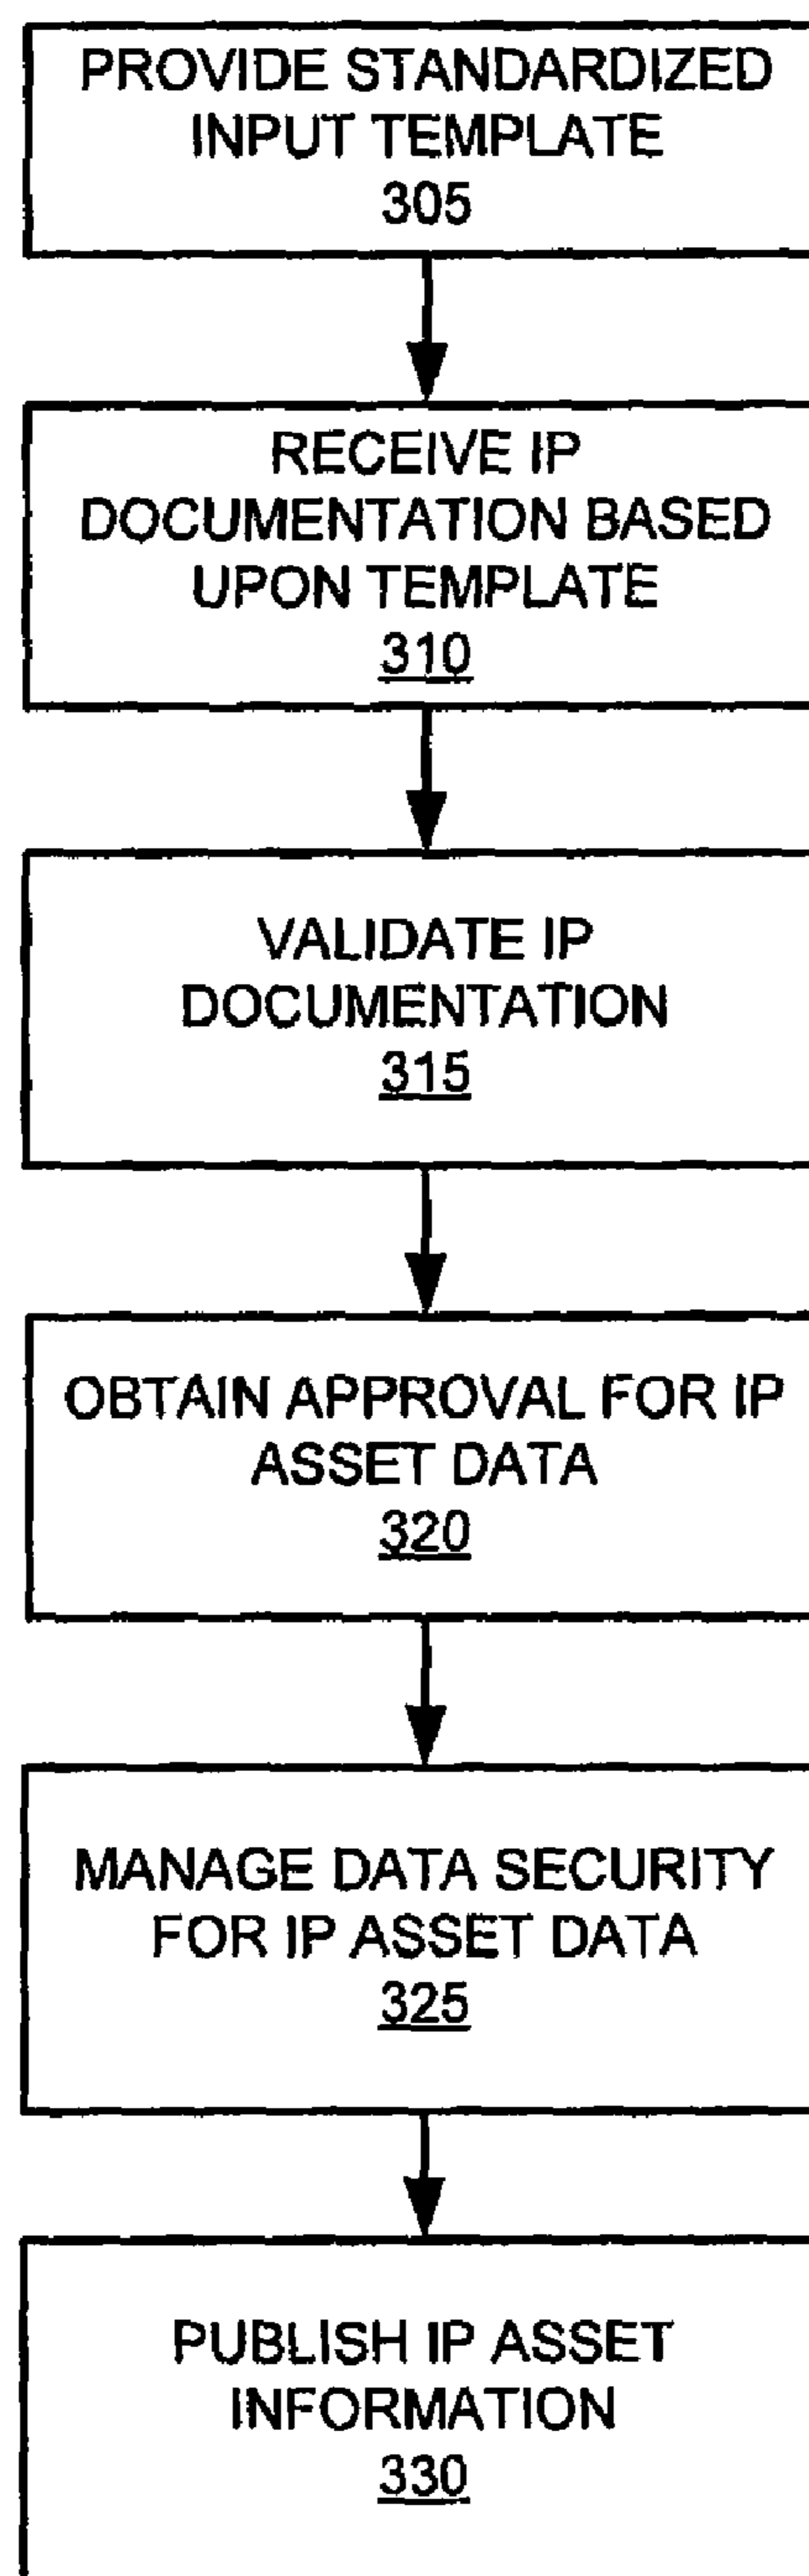 PROVIDE STANDARDIZED
INPUT TEMPLATE
305
RECEIVE IP
DOCUMENTATION BASED
UPON TEMPLATE
310
VALIDATE IP
DOCUMENTATION
315
OBTAIN APPROVAL FOR IP
ASSET DATA
320
MANAGE DATA SECURITY
FOR IP ASSET DATA
325
PUBLISH IP ASSET
INFORMATION
330